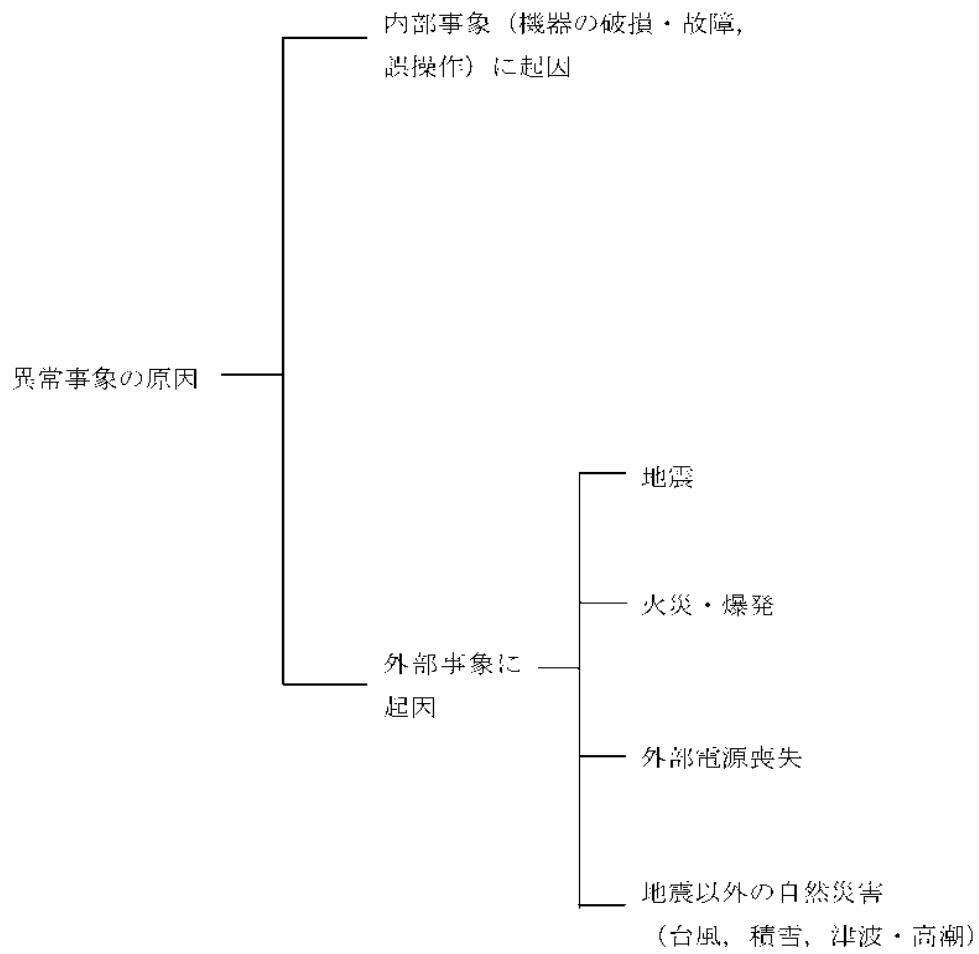 内部事象（機器の破損・故障，
誤操作）に起因
異常事象の原因
地震
火災・爆発
外部事象に
起因
外部電源喪失
地震以外の自然災害
（台風，積雪，津波・高潮）